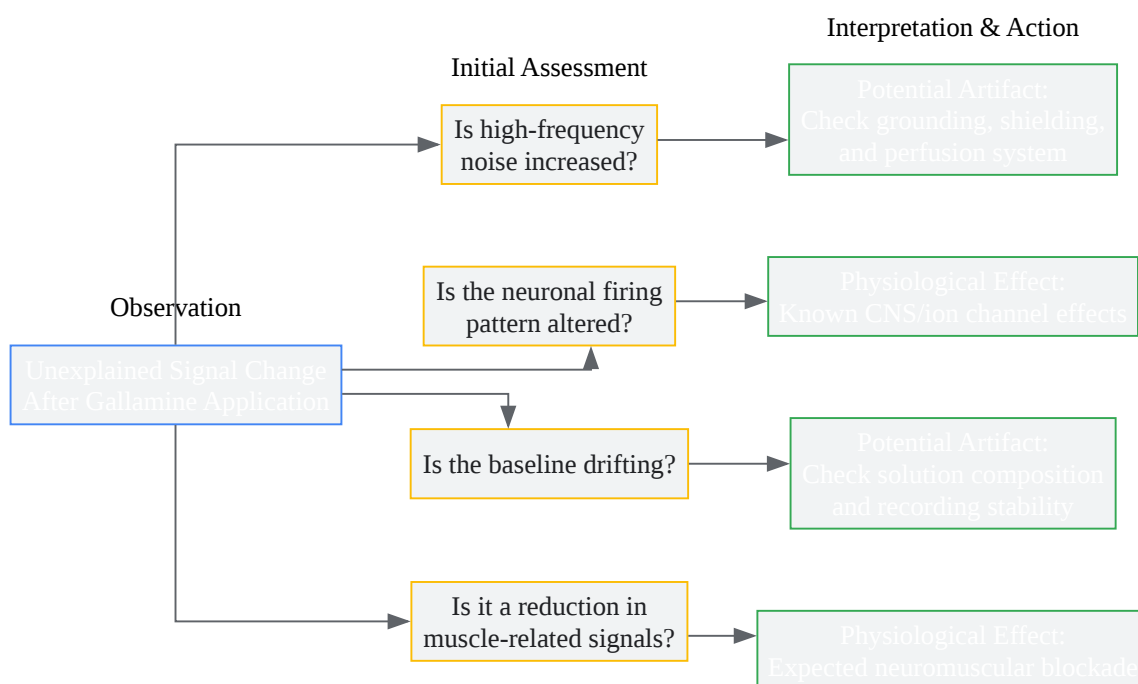 Interpretation & Action
Initial Assessment
Potential Artifact:
Check grounding, shielding,
and perfusion system
Is high-frequency
noise increased?
Observation
Is the neuronal firing
pattern altered?
Physiological Effect:
Known CNS/ion channel effects
Unexplained Signal Change
After Gallamine Application
Is the baseline drifting?
Potential Artifact:
Check solution composition
and recording stability
Is it a reduction in
muscle-related signals?
Physiological Effect:
Expected neuromuscular blockade